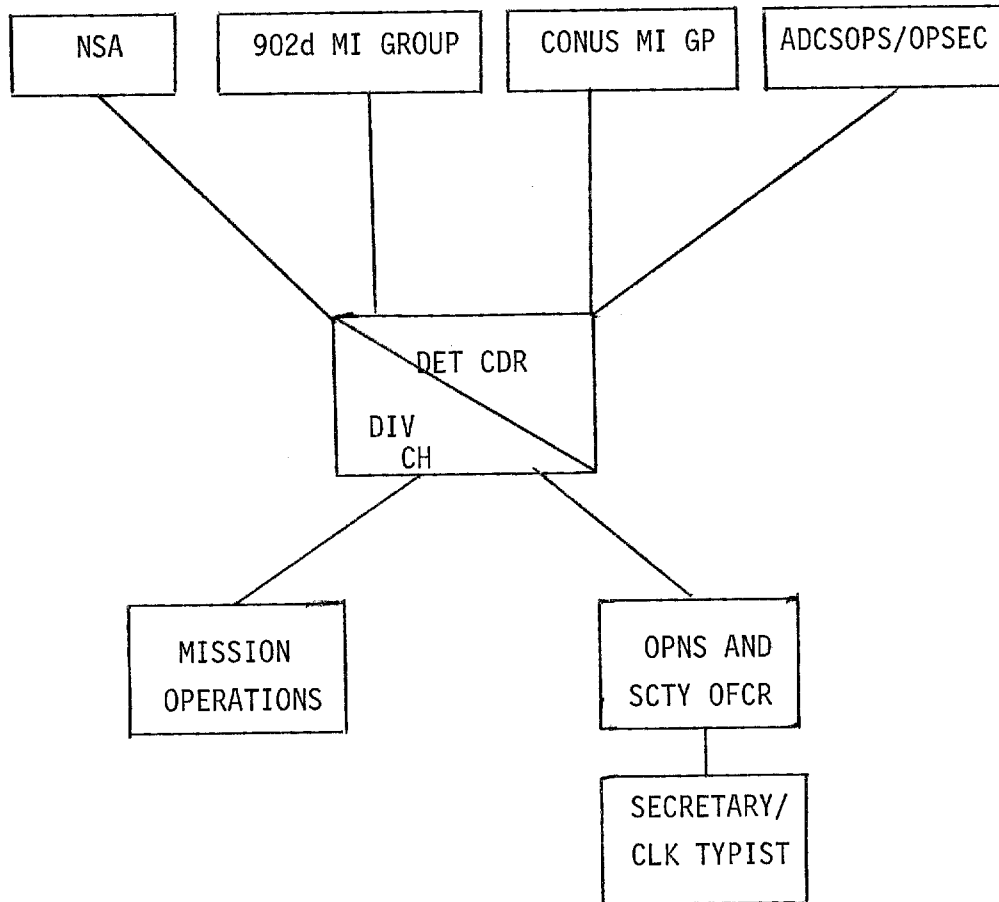 NSA
902d MI GROUP
CONUS MI GP
ADCSOPS/OPSEC
DET CDR
DIV
CH
MISSION
OPERATIONS
OPNS AND
SCTY OFCR
SECRETARY/
CLK TYPIST